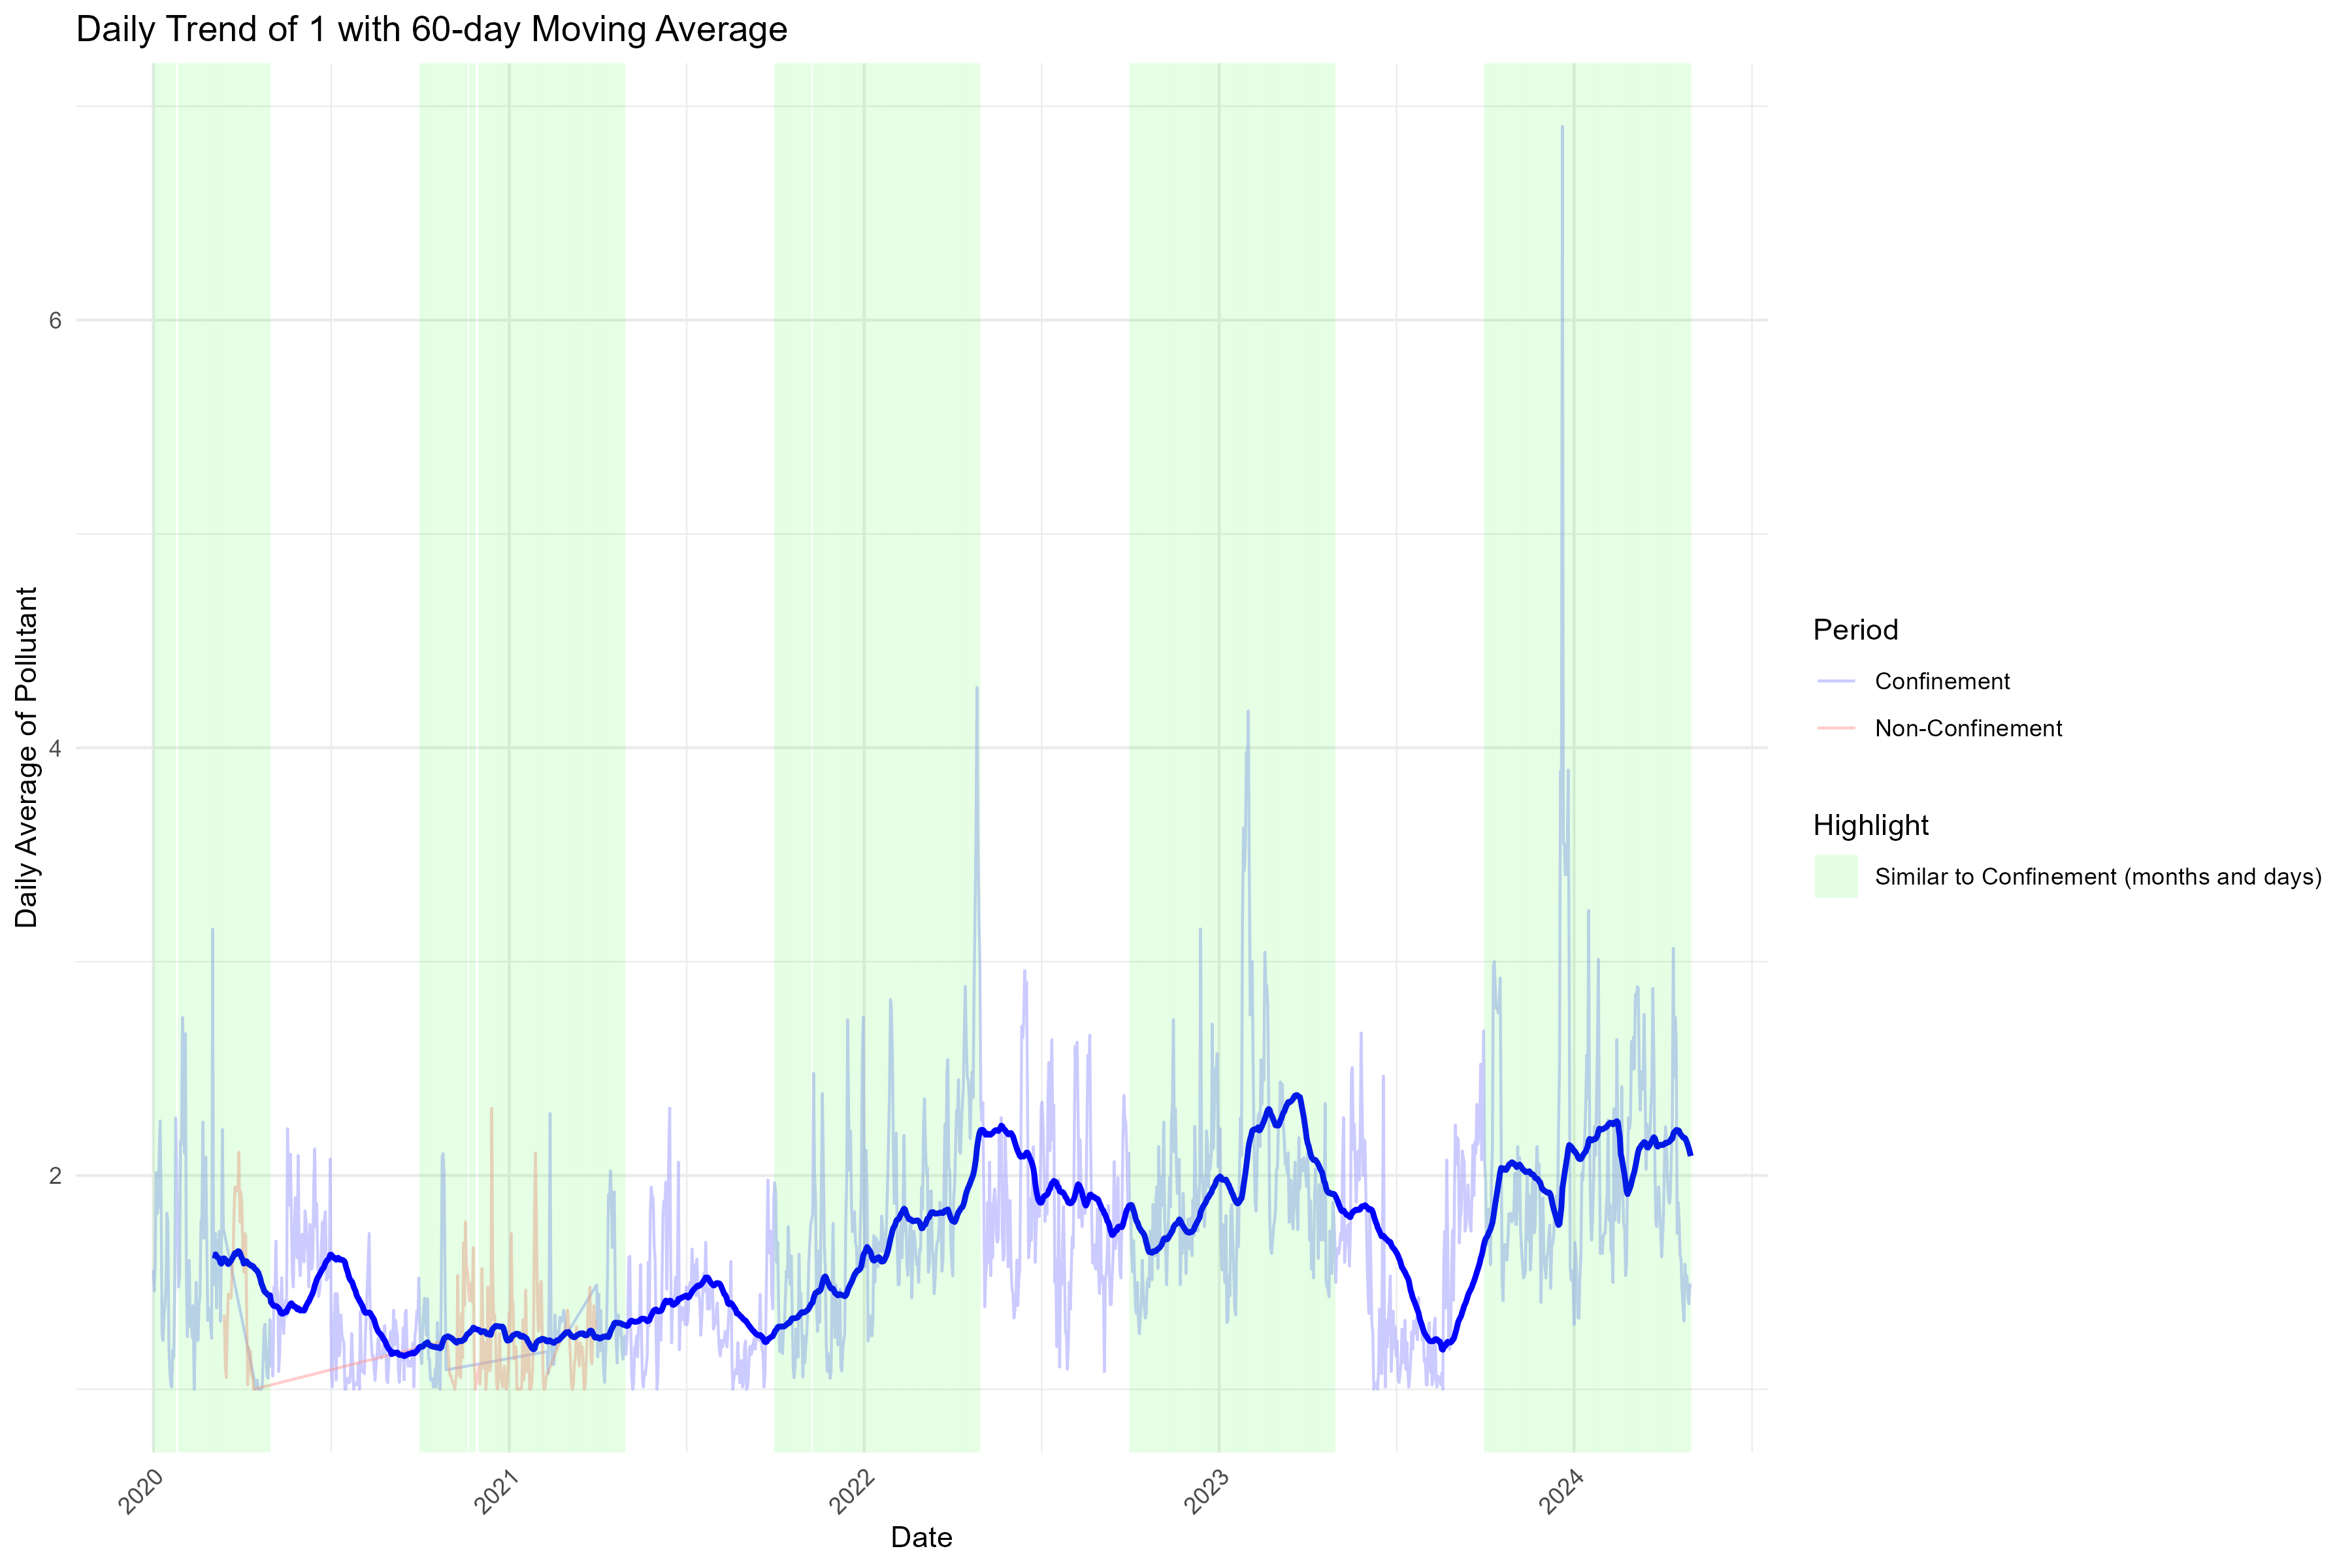 Daily Trend of 1 with 60-day Moving Average
Daily Average of Pollutant
6
4
2
2020
2021
2022
2023
2024
Date
Period
Confinement
Non-Confinement
Highlight
Similar to Confinement (months and days)